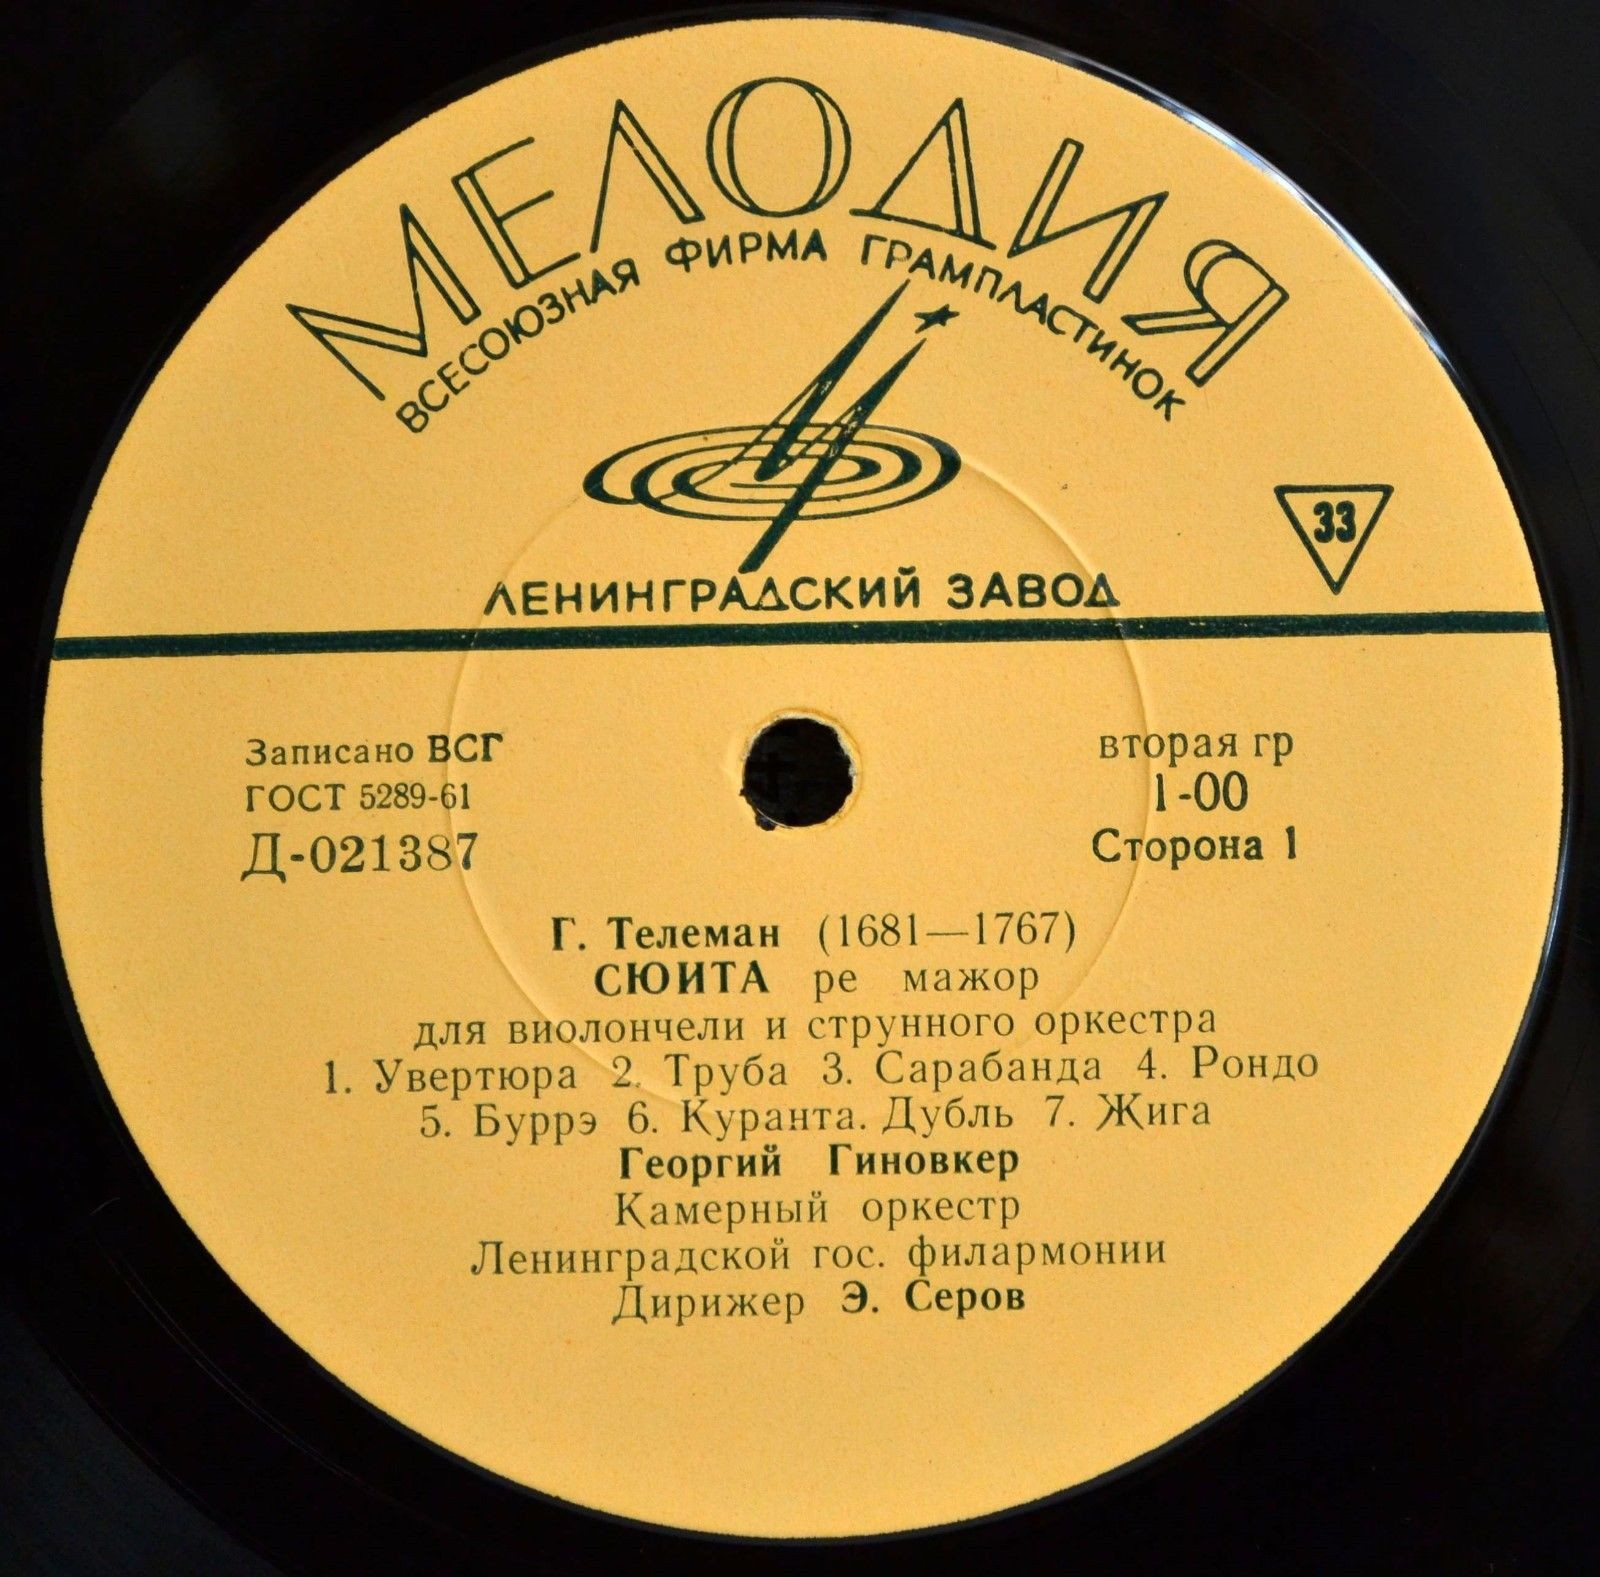 МЕЛОДИЯ
ВСЕСОЮЗНАЯ ФИРМА ГРАМПЛАСТИНОК
33
ЛЕНИНГРАДСКИЙ ЗАВОД
Записано ВСГ
ГОСТ 5289-61
Д-021387
вторая гр
1-00
Сторона 1
Г. Телеман (1681—1767)
СЮИТА ре мажор
для виолончели и струнного оркестра
1. Увертюра 2. Труба 3. Сарабанда 4. Рондо
5. Буррэ 6. Куранта. Дубль 7. Жига
Георгий Гиновкер
Камерный оркестр
Ленинградской гос. филармонии
Дирижер Э. Серов